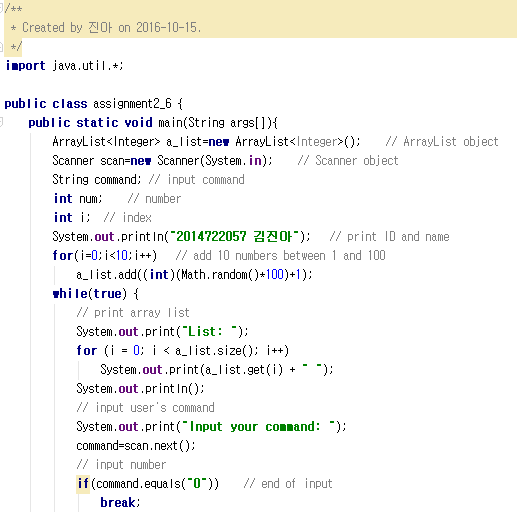 /**
 * Created by 진아 on 2016-10-15.
 */
import java.util.*;
public class assignment2_6 {
    public static void main(String args[]){
        ArrayList<Integer> a_list=new ArrayList<Integer>();    // ArrayList object
        Scanner scan=new Scanner(System.in);    // Scanner object
        String command; // input command
        int num;    // number
        int i;  // index
        System.out.println("2014722057 김진아");   // print ID and name
        for(i=0;i<10;i++)   // add 10 numbers between 1 and 100
            a_list.add((int)(Math.random()*100)+1);
        while(true) {
            // print array list
            System.out.print("List: ");
            for (i = 0; i < a_list.size(); i++)
                System.out.print(a_list.get(i) + " ");
            System.out.println();
            // input user's command
            System.out.print("Input your command: ");
            command=scan.next();
            // input number
            if(command.equals("0"))    // end of input
                break;